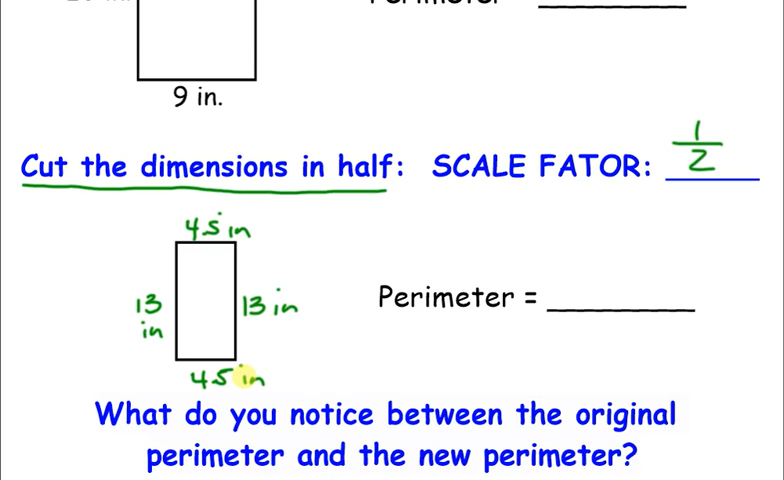 9 in.
Cut the dimensions in half: SCALE FATOR: 1/2
4.5 in
13 in
13 in
Perimeter =
4.5 in
What do you notice between the original
perimeter and the new perimeter?